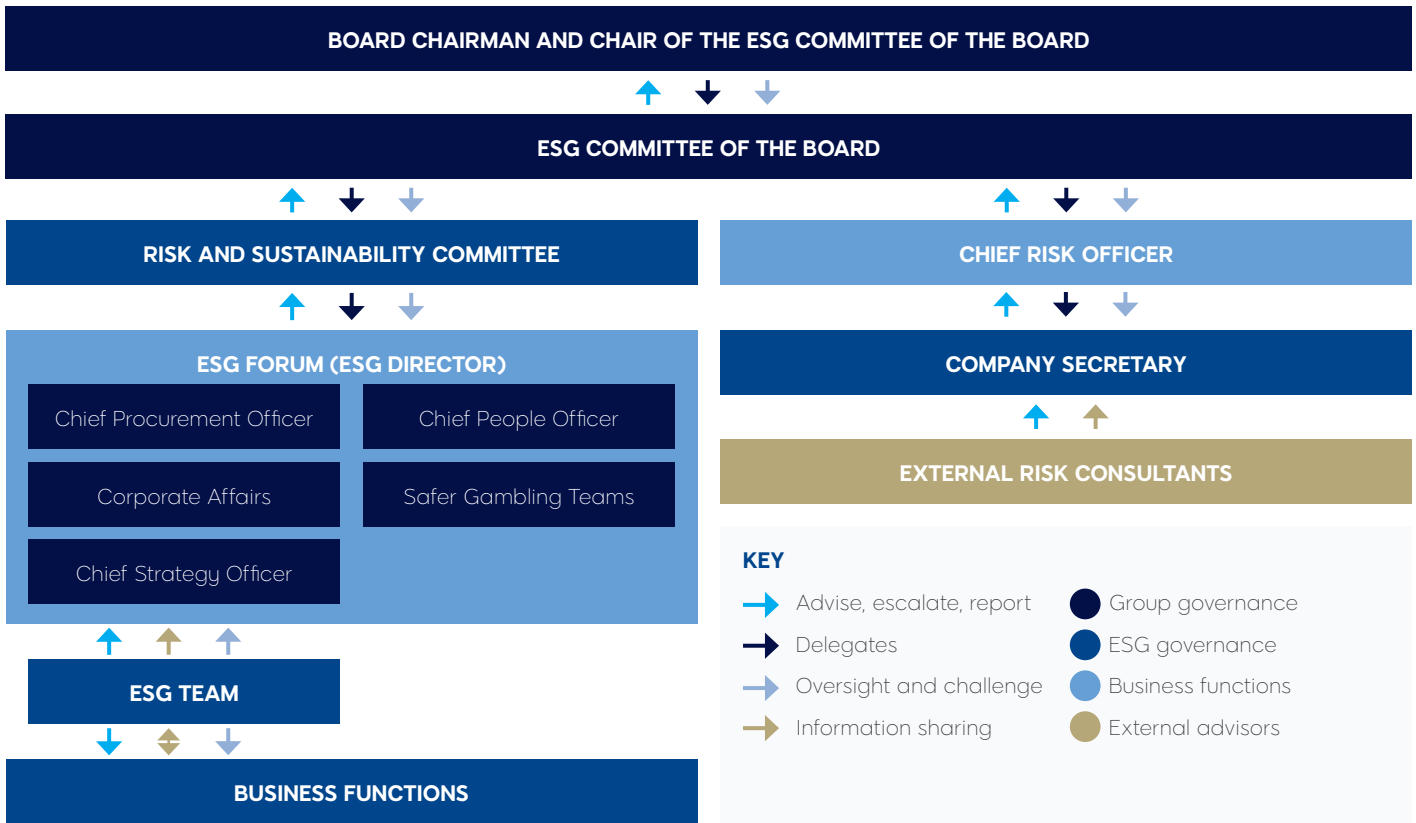 BOARD CHAIRMAN AND CHAIR OF THE ESG COMMITTEE OF THE BOARD
ESG COMMITTEE OF THE BOARD
RISK AND SUSTAINABILITY COMMITTEE
CHIEF RISK OFFICER
ESG FORUM (ESG DIRECTOR)
Chief Procurement Officer
Chief People Officer
Corporate Affairs
Safer Gambling Teams
Chief Strategy Officer
ESG TEAM
BUSINESS FUNCTIONS
COMPANY SECRETARY
EXTERNAL RISK CONSULTANTS
KEY
Advise, escalate, report
Delegates
Oversight and challenge
Information sharing
Group governance
ESG governance
Business functions
External advisors